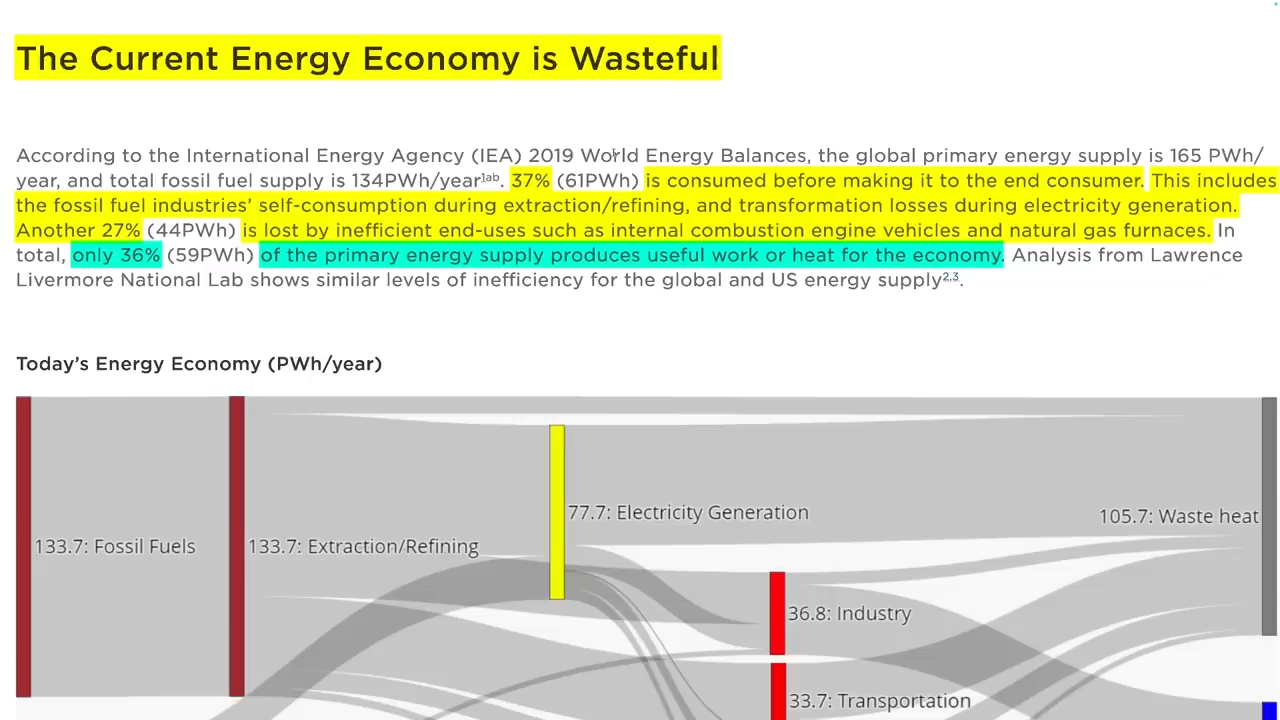 The Current Energy Economy is Wasteful
According to the International Energy Agency (IEA) 2019 World Energy Balances, the global primary energy supply is 165 PWh/
year, and total fossil fuel supply is 134PWh/year1ab. 37% (61PWh) is consumed before making it to the end consumer. This includes
the fossil fuel industries’ self-consumption during extraction/refining, and transformation losses during electricity generation.
Another 27% (44PWh) is lost by inefficient end-uses such as internal combustion engine vehicles and natural gas furnaces. In
total, only 36% (59PWh) of the primary energy supply produces useful work or heat for the economy. Analysis from Lawrence
Livermore National Lab shows similar levels of inefficiency for the global and US energy supply2,3.
Today’s Energy Economy (PWh/year)
77.7: Electricity Generation
105.7: Waste heat
133.7: Fossil Fuels
133.7: Extraction/Refining
36.8: Industry
33.7: Transportation